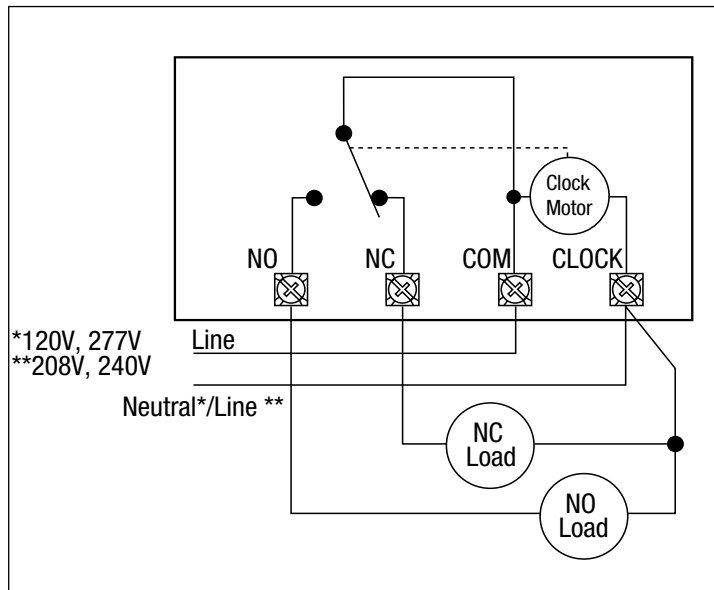 Clock
Motor
NO NC COM CLOCK
*120V, 277V Line
**208V, 240V
Neutral*/Line **
NC
Load
NO
Load